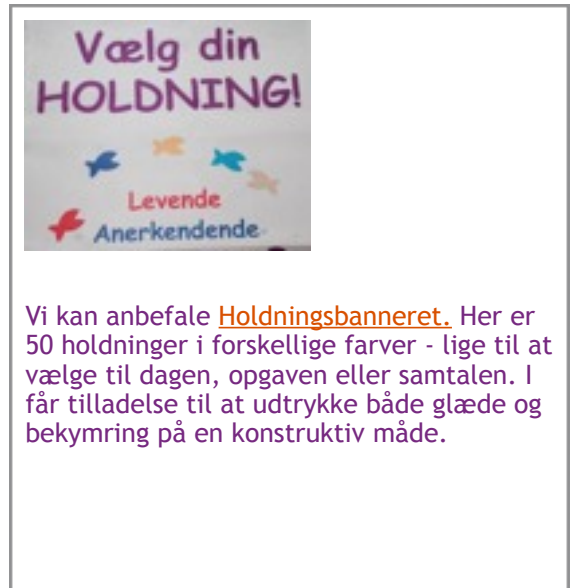 Vælg din
HOLDNING!
Levende
Anerkendende
Vi kan anbefale Holdningsbanneret. Her er
50 holdninger i forskellige farver - lige til at
vælge til dagen, opgaven eller samtalen. I
får tilladelse til at udtrykke både glæde og
bekymring på en konstruktiv måde.